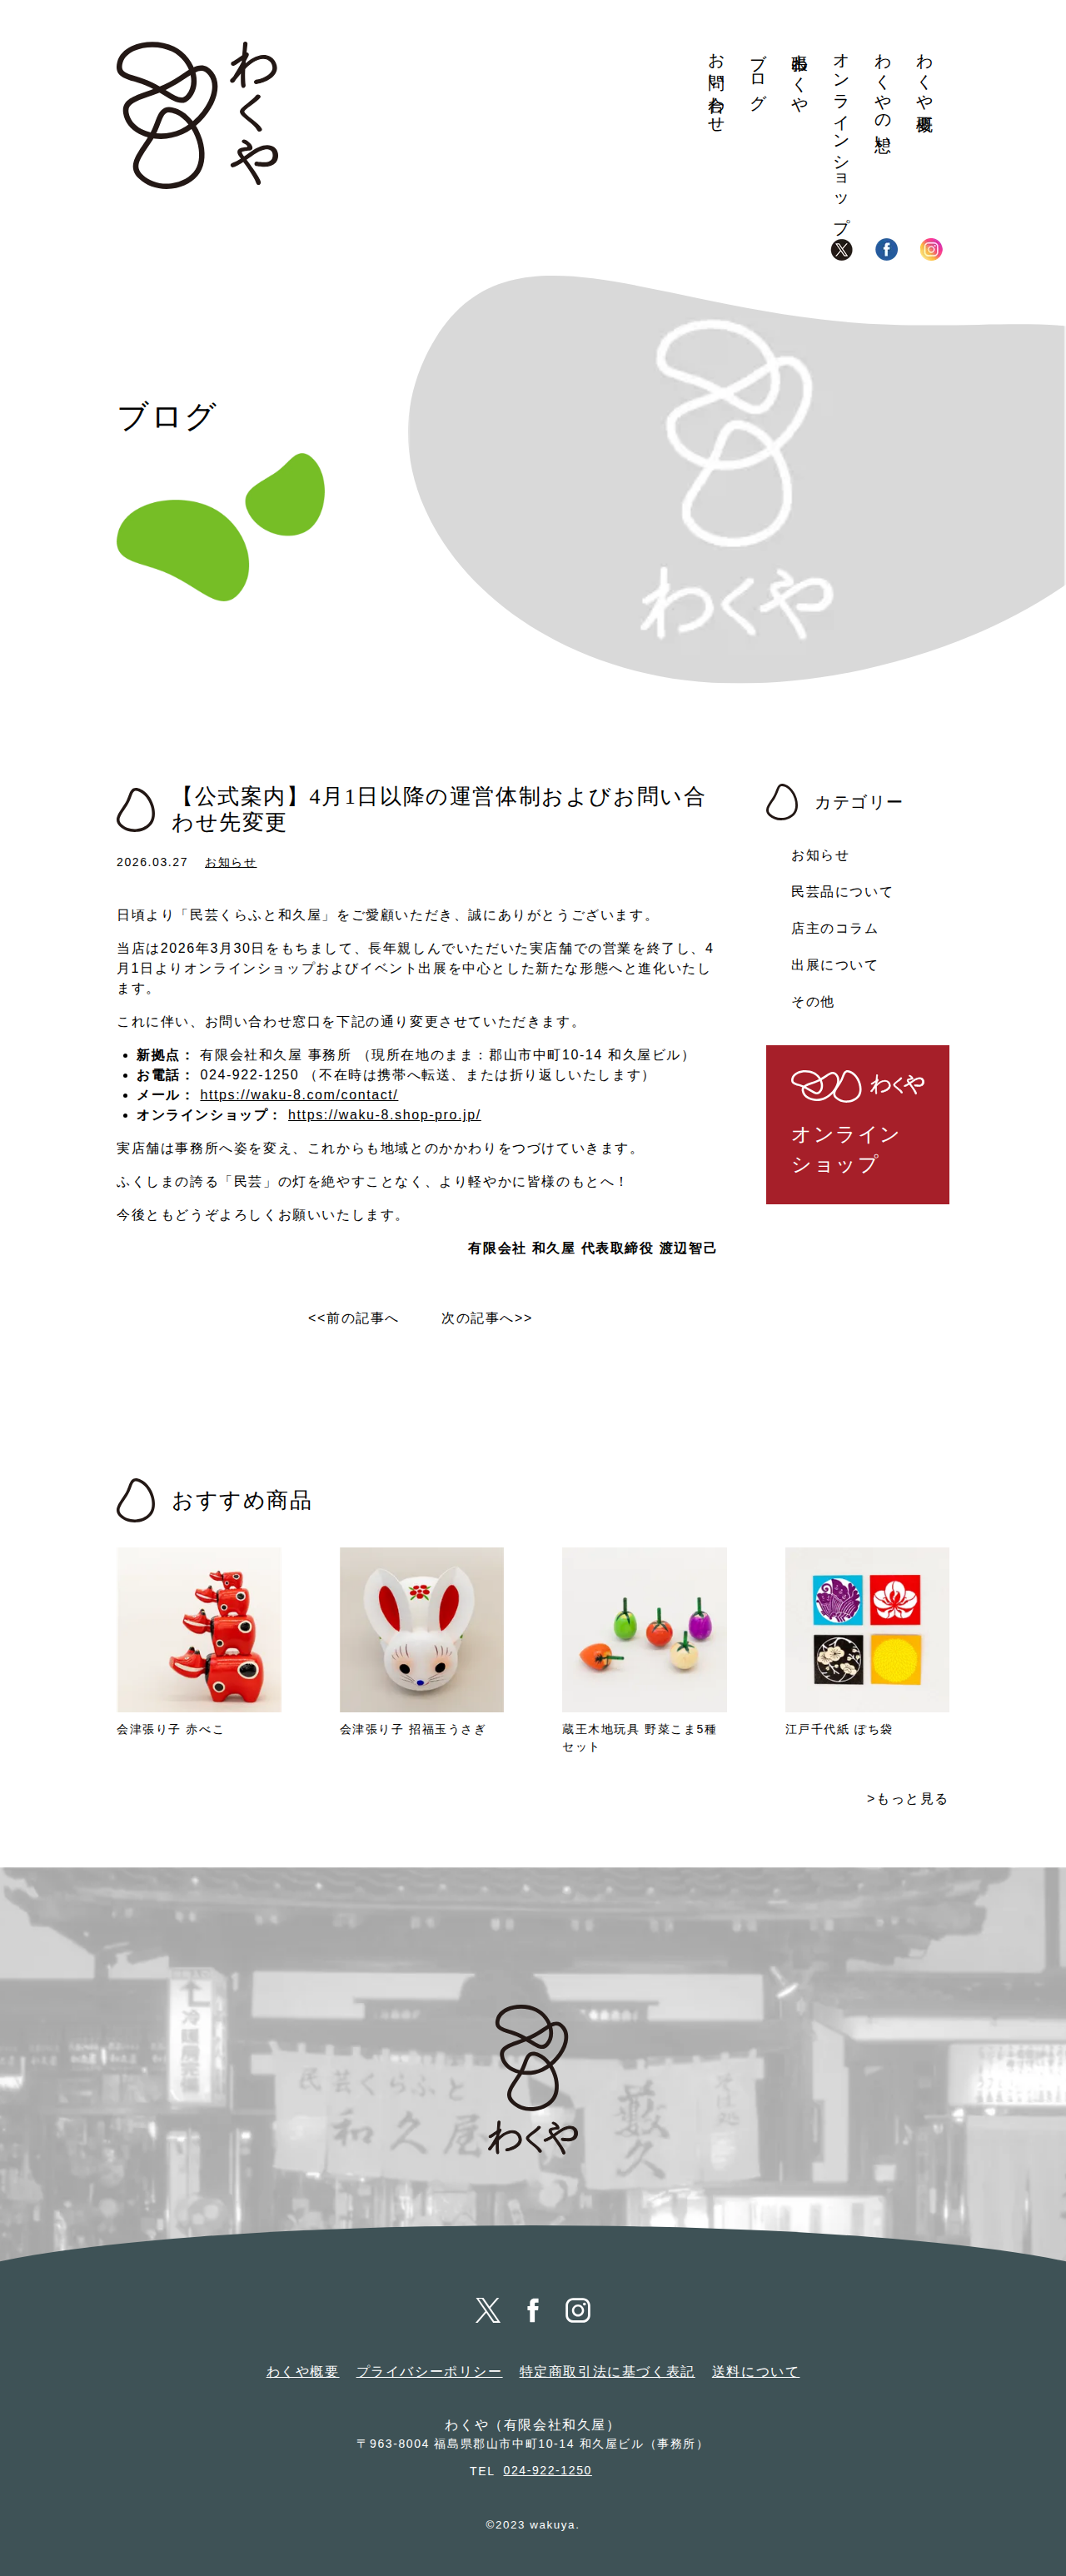 わくや
わくや概要
わくやの想い
オンラインショップ
出張わくや
ブログ
お問い合わせ
ブログ
わくや
【公式案内】4月1日以降の運営体制およびお問い合
わせ先変更
2026.03.27 お知らせ
日頃より「民芸くらふと和久屋」をご愛顧いただき、誠にありがとうございます。
当店は2026年3月30日をもちまして、長年親しんでいただいた実店舗での営業を終了し、4
月1日よりオンラインショップおよびイベント出展を中心とした新たな形態へと進化いたし
ます。
これに伴い、お問い合わせ窓口を下記の通り変更させていただきます。
新拠点： 有限会社和久屋 事務所 （現所在地のまま：郡山市中町10-14 和久屋ビル）
お電話： 024-922-1250 （不在時は携帯へ転送、または折り返しいたします）
メール： https://waku-8.com/contact/
オンラインショップ： https://waku-8.shop-pro.jp/
実店舗は事務所へ姿を変え、これからも地域とのかかわりをつづけていきます。
ふくしまの誇る「民芸」の灯を絶やすことなく、より軽やかに皆様のもとへ！
今後ともどうぞよろしくお願いいたします。
有限会社 和久屋 代表取締役 渡辺智己
<<前の記事へ 次の記事へ>>
カテゴリー
お知らせ
民芸品について
店主のコラム
出展について
その他
わくや
オンライン
ショップ
おすすめ商品
会津張り子 赤べこ
会津張り子 招福玉うさぎ
蔵王木地玩具 野菜こま5種
セット
江戸千代紙 ぽち袋
>もっと見る
民芸くらふと
和久屋
藪久
わくや
わくや概要 プライバシーポリシー 特定商取引法に基づく表記 送料について
わくや（有限会社和久屋）
〒963-8004 福島県郡山市中町10-14 和久屋ビル（事務所）
TEL 024-922-1250
©2023 wakuya.